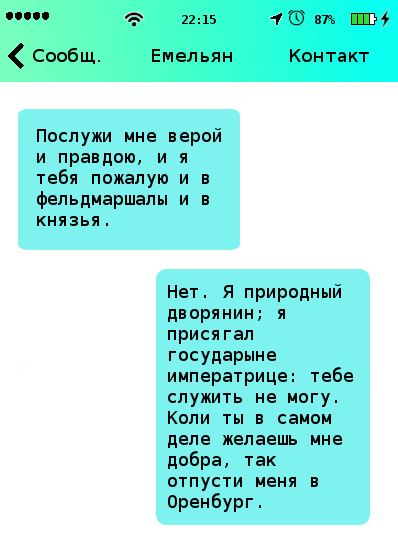 22:15 87%
Сообщ. Емельян Контакт
Послужи мне верой
и правдою, и я
тебя пожалую и в
фельдмаршалы и в
князья.
Нет. Я природный
дворянин; я
присягал
государыне
императрице: тебе
служить не могу.
Коли ты в самом
деле желаешь мне
добра, так
отпусти меня в
Оренбург.